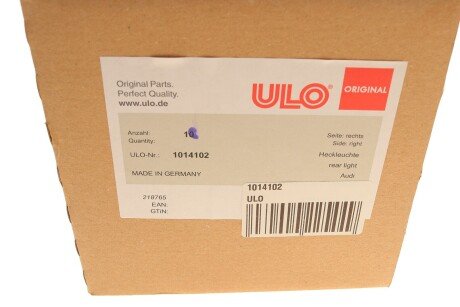 Original Parts.
Perfect Quality.
www.ulo.de
ULO®
ORIGINAL
Anzahl:
Quantity:
Seite: rechts
Side: right
ULO-Nr.: 1014102
Heckleuchte
rear light
MADE IN GERMANY
Audi
219765
EAN:
GTIN:
1014102
ULO